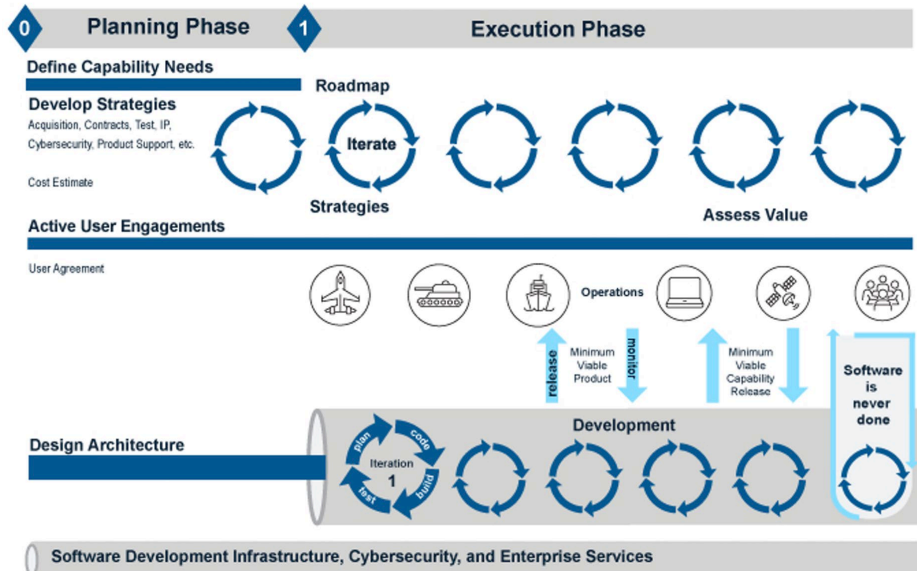 0
Planning Phase
1
Execution Phase
Define Capability Needs
Roadmap
Develop Strategies
Acquisition, Contracts, Test, IP,
Cybersecurity, Product Support, etc.
Iterate
Cost Estimate
Strategies
Assess Value
Active User Engagements
User Agreement
Operations
release
Minimum
Viable
Product
monitor
Minimum
Viable
Capability
Release
Software
is
never
done
Development
Design Architecture
plan
code
build
test
Iteration
1
Software Development Infrastructure, Cybersecurity, and Enterprise Services